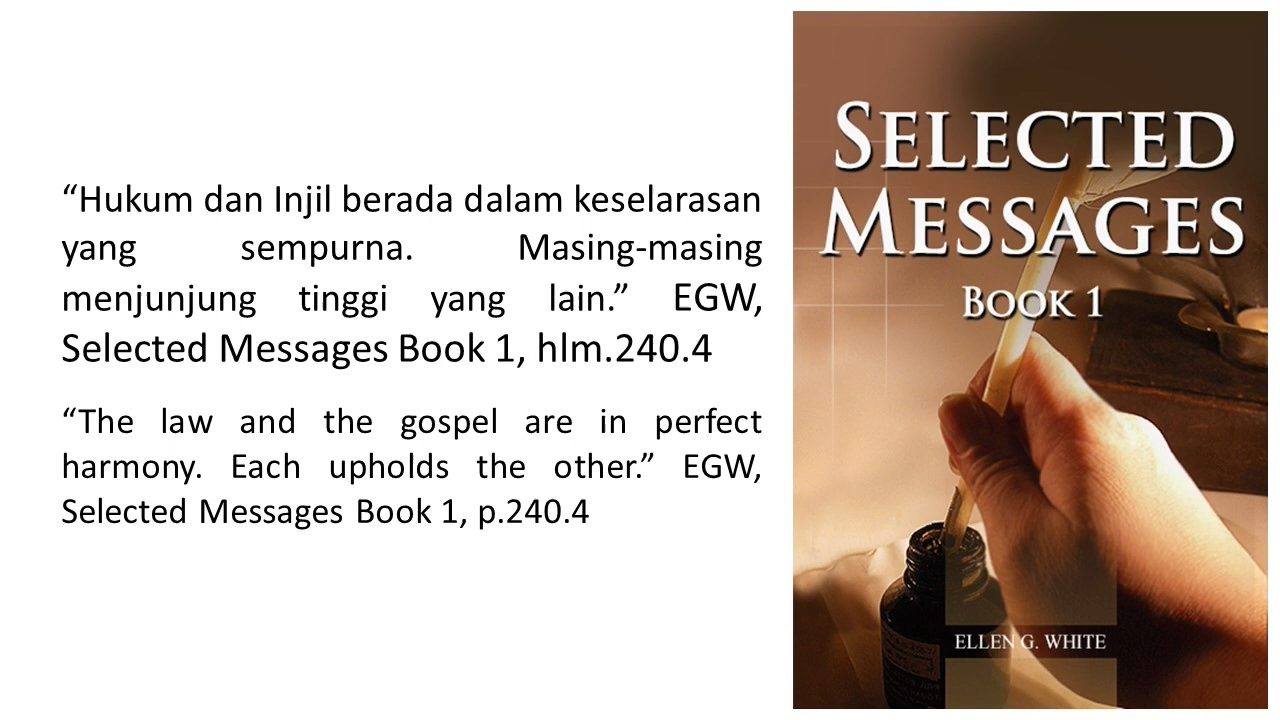 “Hukum dan Injil berada dalam keselarasan
yang sempurna. Masing-masing
menjunjung tinggi yang lain.” EGW,
Selected Messages Book 1, hlm.240.4
“The law and the gospel are in perfect
harmony. Each upholds the other.” EGW,
Selected Messages Book 1, p.240.4
SELECTED
MESSAGES
BOOK 1
ELLEN G. WHITE